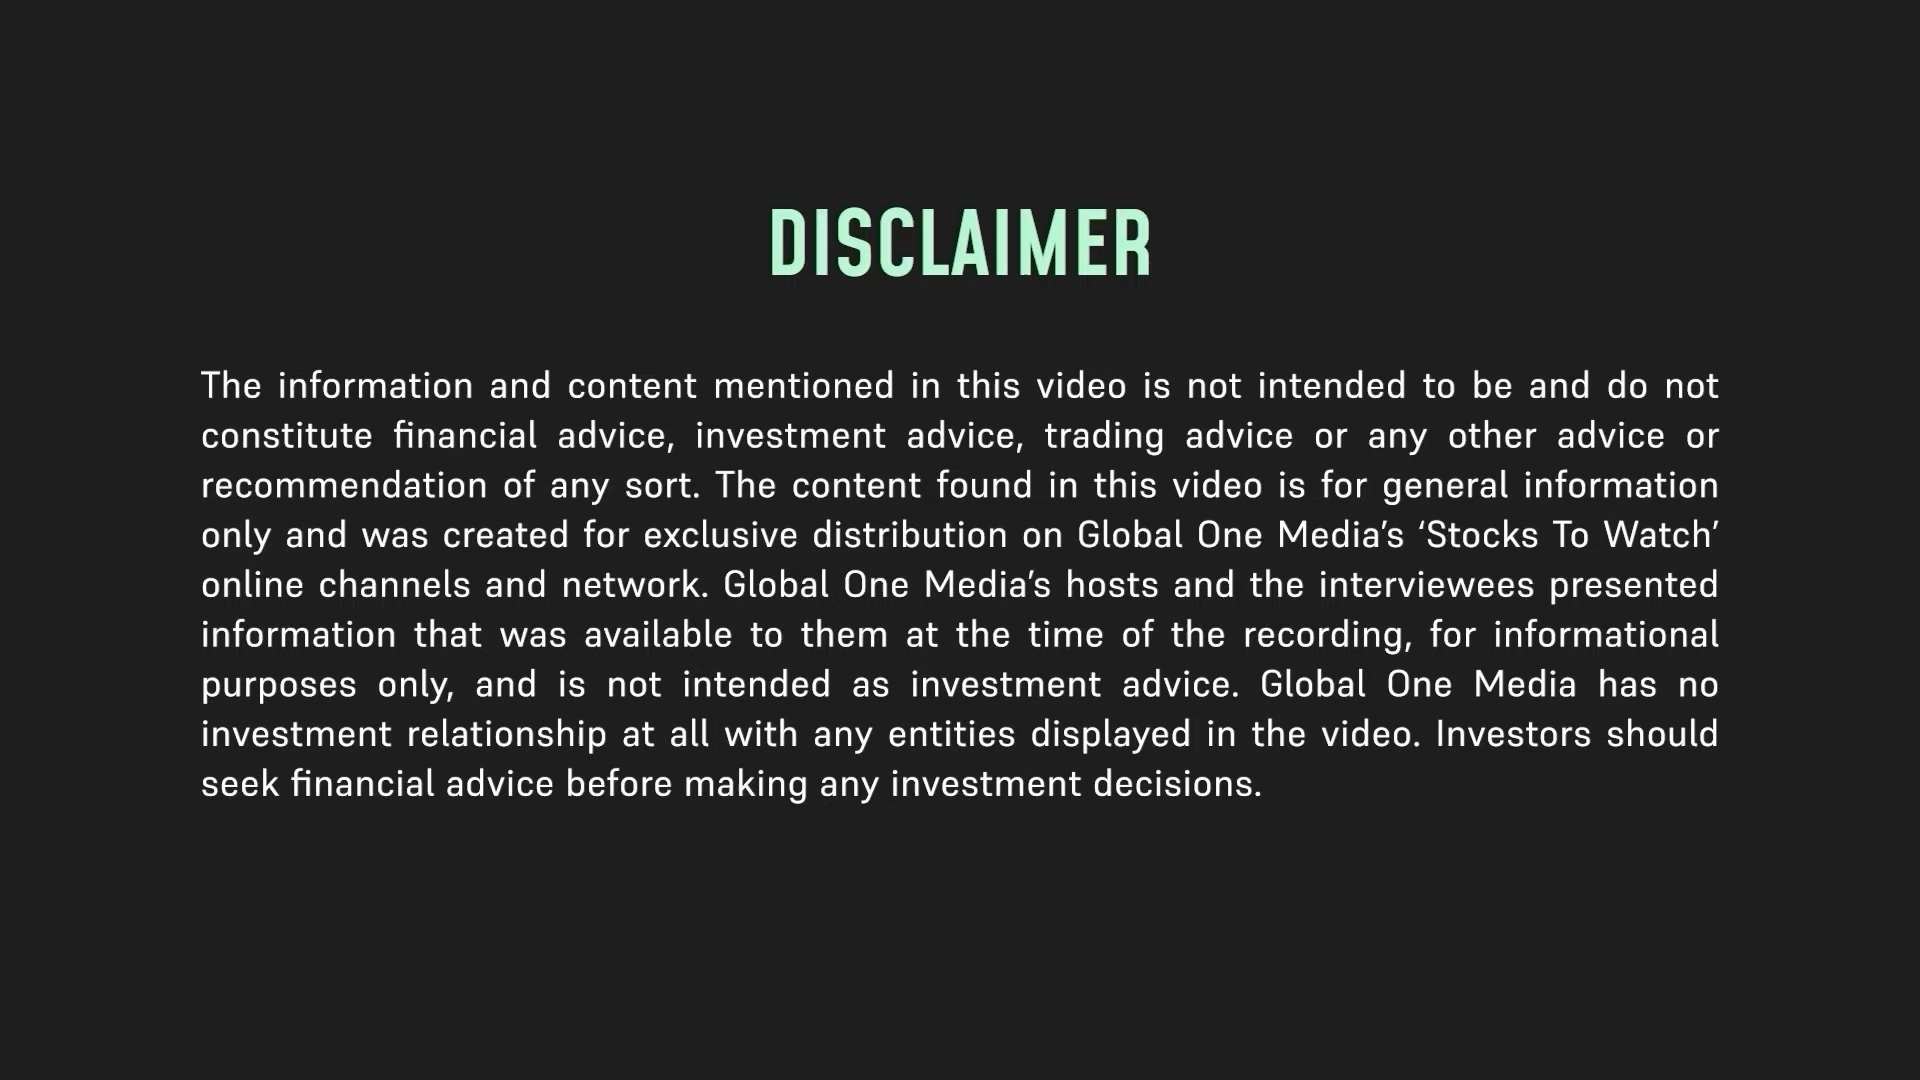 DISCLAIMER
The information and content mentioned in this video is not intended to be and do not
constitute financial advice, investment advice, trading advice or any other advice or
recommendation of any sort. The content found in this video is for general information
only and was created for exclusive distribution on Global One Media’s ‘Stocks To Watch’
online channels and network. Global One Media’s hosts and the interviewees presented
information that was available to them at the time of the recording, for informational
purposes only, and is not intended as investment advice. Global One Media has no
investment relationship at all with any entities displayed in the video. Investors should
seek financial advice before making any investment decisions.